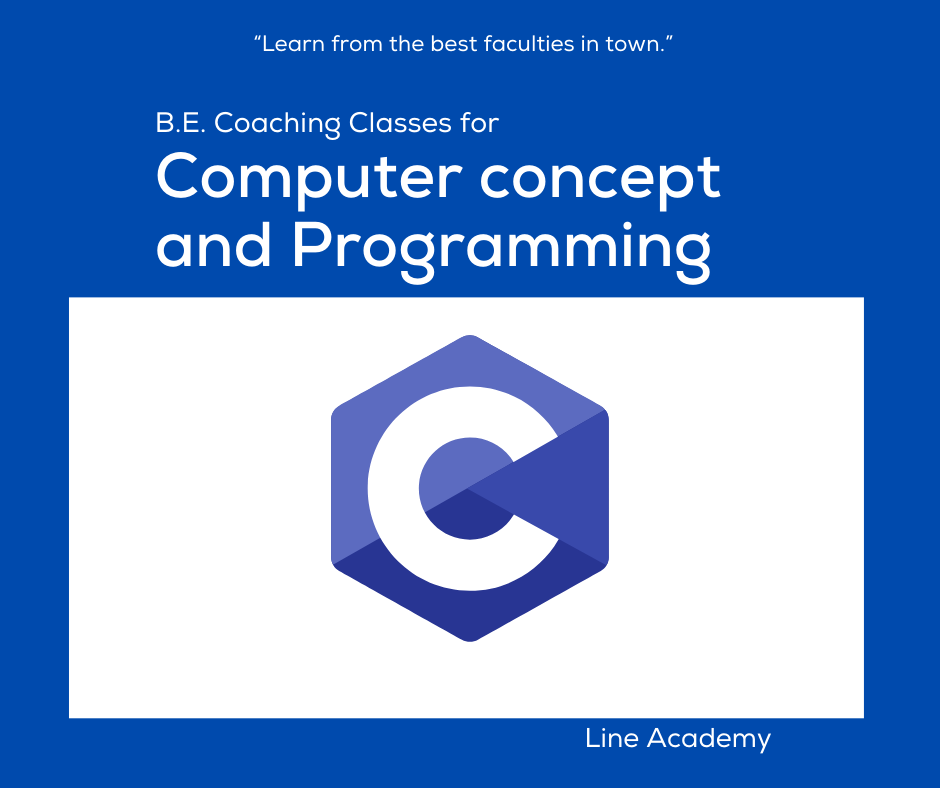 “Learn from the best faculties in town.”
B.E. Coaching Classes for
Computer concept
and Programming
C
Line Academy